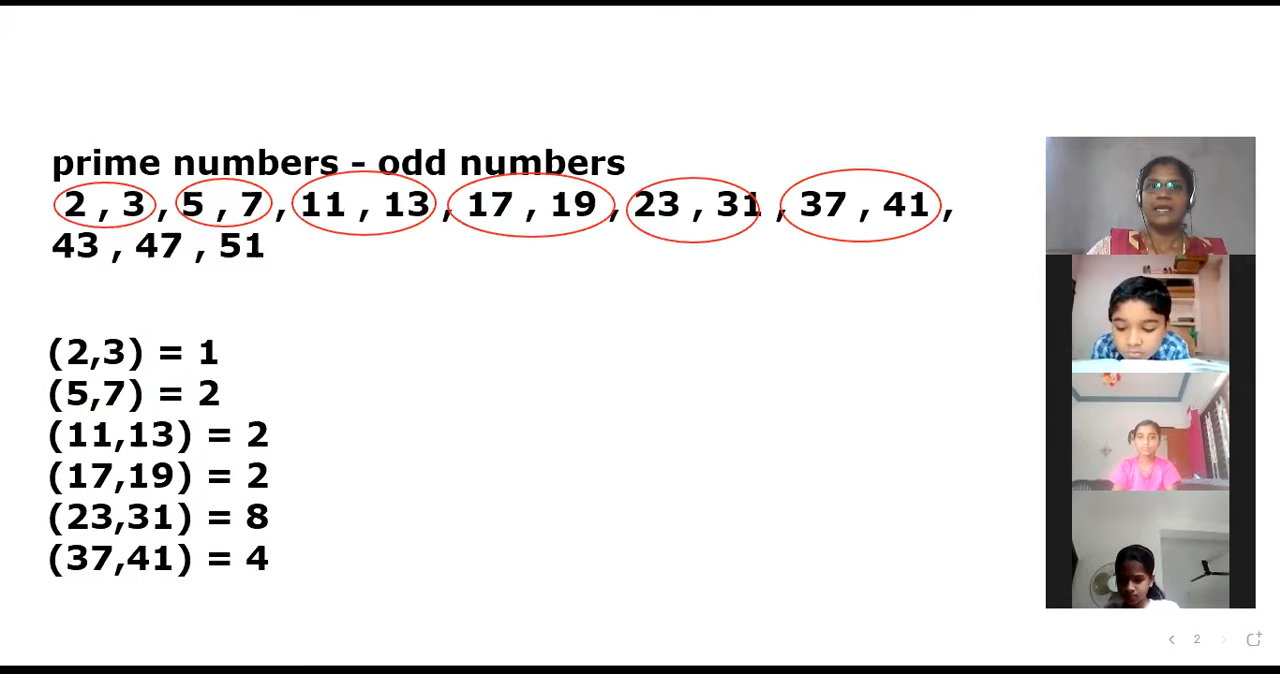 prime numbers - odd numbers
2 , 3 , 5 , 7 , 11 , 13 , 17 , 19 , 23 , 31 , 37 , 41 ,
43 , 47 , 51
(2,3) = 1
(5,7) = 2
(11,13) = 2
(17,19) = 2
(23,31) = 8
(37,41) = 4
2